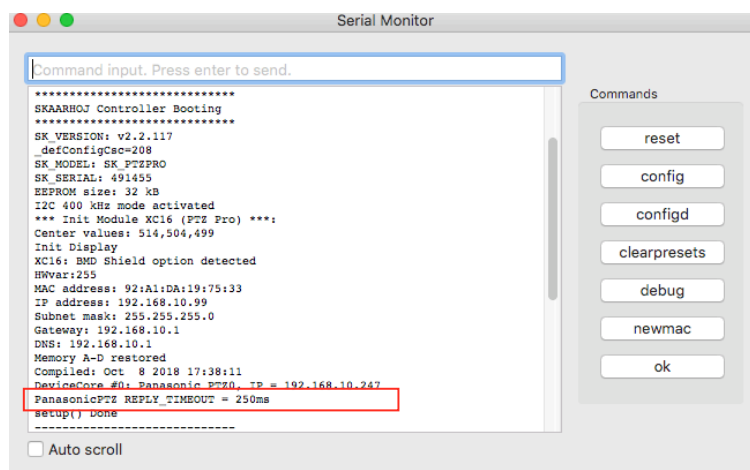 Serial Monitor
Command input. Press enter to send.
*****************************
SKAARHOJ Controller Booting
*****************************
SK_VERSION: v2.2.117
_defConfigCsc=208
SK_MODEL: SK_PTZPRO
SK_SERIAL: 491455
EEPROM size: 32 kB
I2C 400 kHz mode activated
*** Init Module XC16 (PTZ Pro) ***:
Center values: 514,504,499
Init Display
XC16: BMD Shield option detected
HWvar:255
MAC address: 92:A1:DA:19:75:33
IP address: 192.168.10.99
Subnet mask: 255.255.255.0
Gateway: 192.168.10.1
DNS: 192.168.10.1
Memory A-D restored
Compiled: Oct  8 2018 17:38:11
DeviceCore #0: Panasonic PTZ0, IP = 192.168.10.247
PanasonicPTZ REPLY_TIMEOUT = 250ms
setup() Done
-----------------------------
Auto scroll
Commands
reset
config
configd
clearpresets
debug
newmac
ok